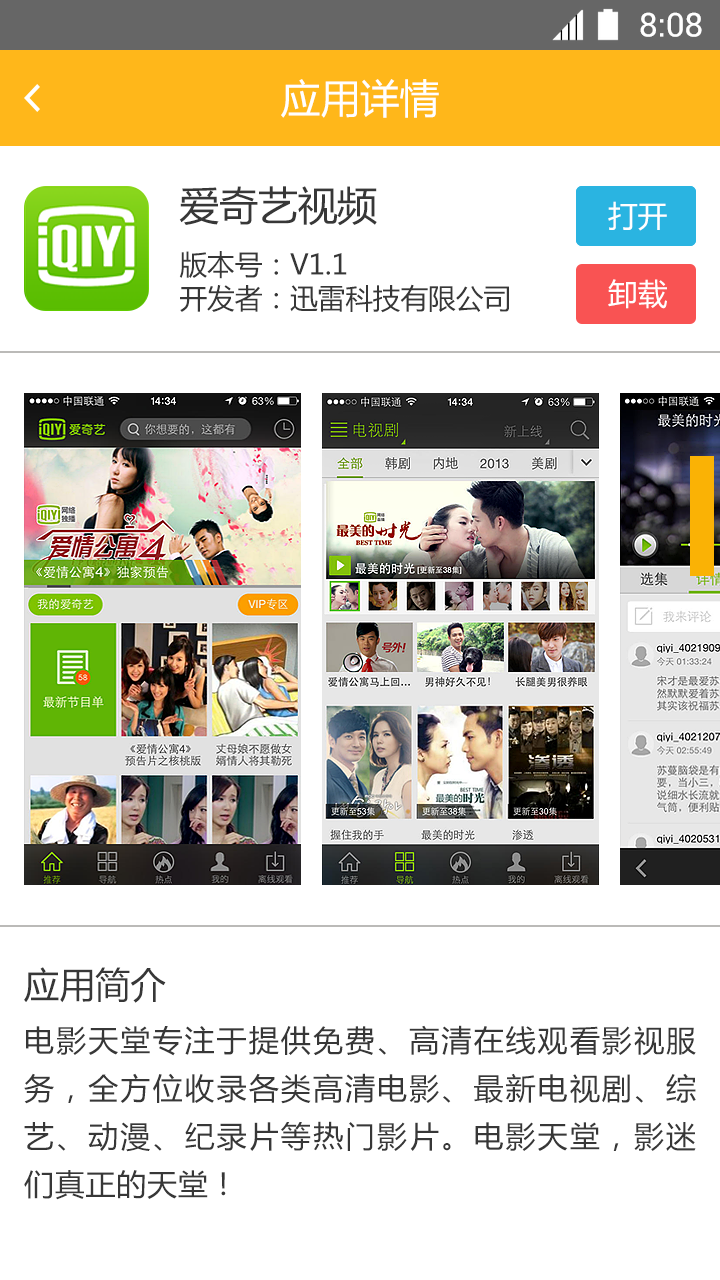 8:08
应用详情
iQIYI
爱奇艺视频
版本号：V1.1
开发者：迅雷科技有限公司
打开
卸载
中国联通 14:34 63%
iQIYI 爱奇艺 你想要的，这都有
iQIYI 网络独播
爱情公寓4
《爱情公寓4》独家预告
我的爱奇艺 VIP专区
58
最新节目单
《爱情公寓4》 丈母娘不愿做女
预告片之核桃版 婿情人将其勒死
推荐 导航 热点 我的 离线观看
中国联通 14:34 63%
电视剧 新上线
全部 韩剧 内地 2013 美剧
最美的时光
BEST TIME
最美的时光[更新至38集]
号外!
爱情公寓马上回... 男神好久不见！ 长腿美男很养眼
BEST TIME
最美的时光
渗透
更新至53集 更新至38集 更新至30集
握住我的手 最美的时光 渗透
推荐 导航 热点 我的 离线观看
中国联通
最美的时光
选集 详情
我来评论
qiyi_4021909
今天 01:33:24
宋才是最爱苏
然默默爱着苏
其实该祝福苏
qiyi_4021207
今天 02:55:49
苏蔓脑袋是有
要，当小三，
说细水长流就
气筒，便利贴
qiyi_4020531
应用简介
电影天堂专注于提供免费、高清在线观看影视服
务，全方位收录各类高清电影、最新电视剧、综
艺、动漫、纪录片等热门影片。电影天堂，影迷
们真正的天堂！